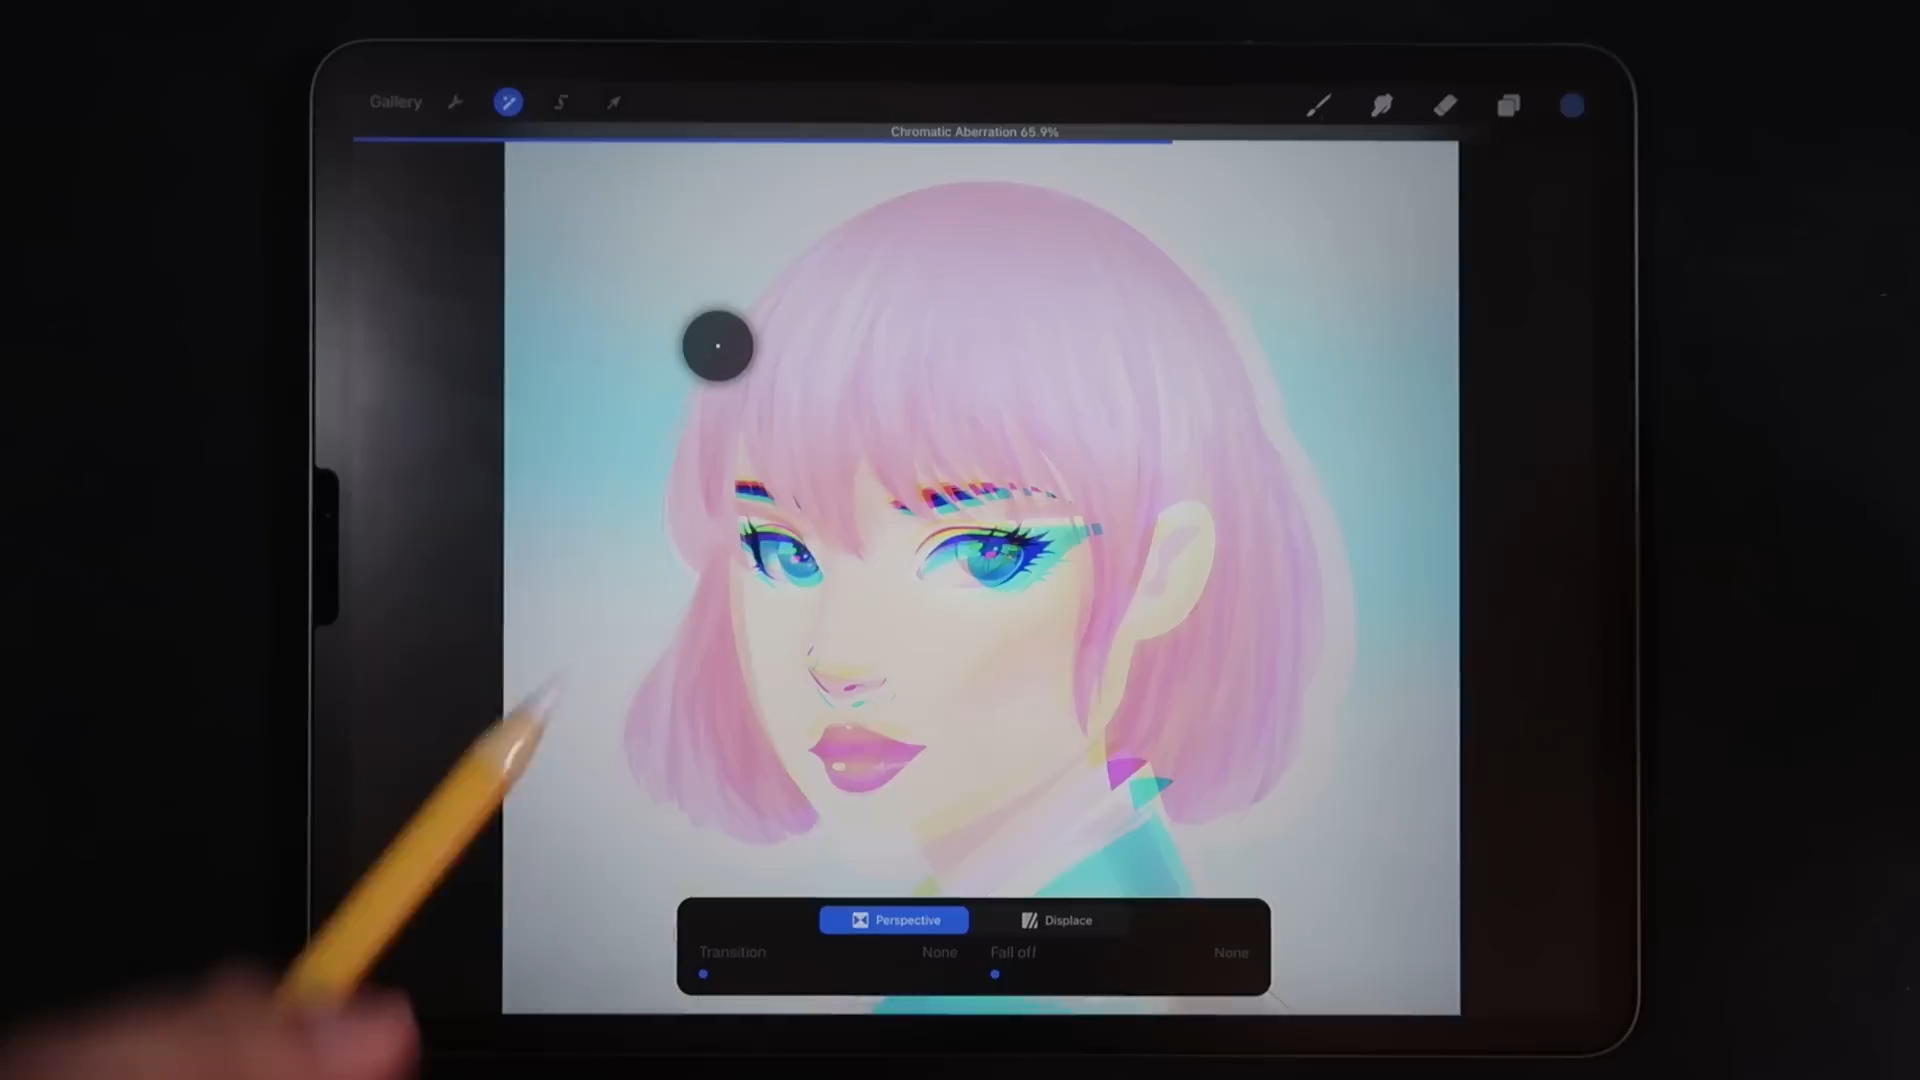 Gallery
Chromatic Aberration 65.9%
Perspective Displace
Transition None Fall off None